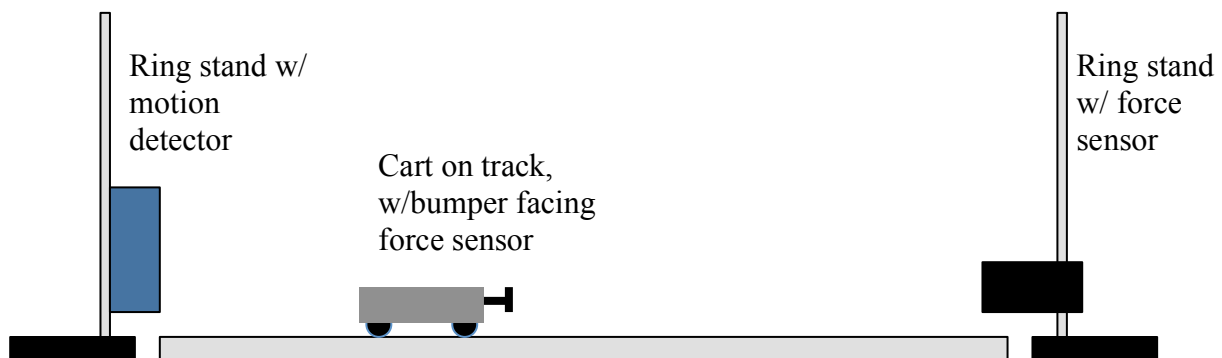 Ring stand w/
motion
detector
Cart on track,
w/bumper facing
force sensor
Ring stand
w/ force
sensor